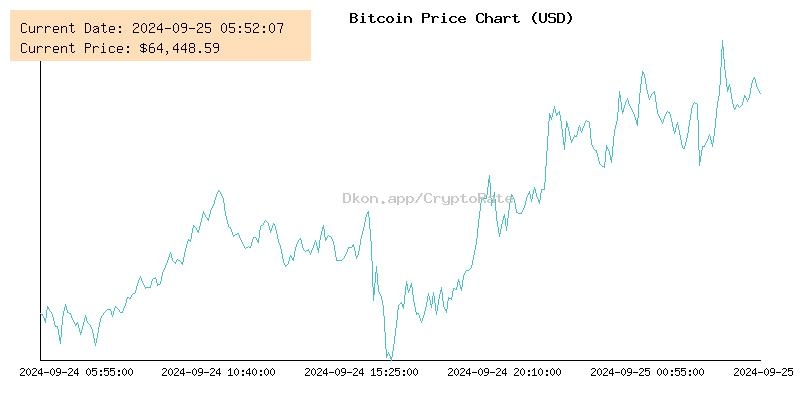 Bitcoin Price Chart (USD)
Current Date: 2024-09-25 05:52:07
Current Price: $64,448.59
Dkon.app/CryptoRate
2024-09-24 05:55:00 2024-09-24 10:40:00 2024-09-24 15:25:00 2024-09-24 20:10:00 2024-09-25 00:55:00 2024-09-25